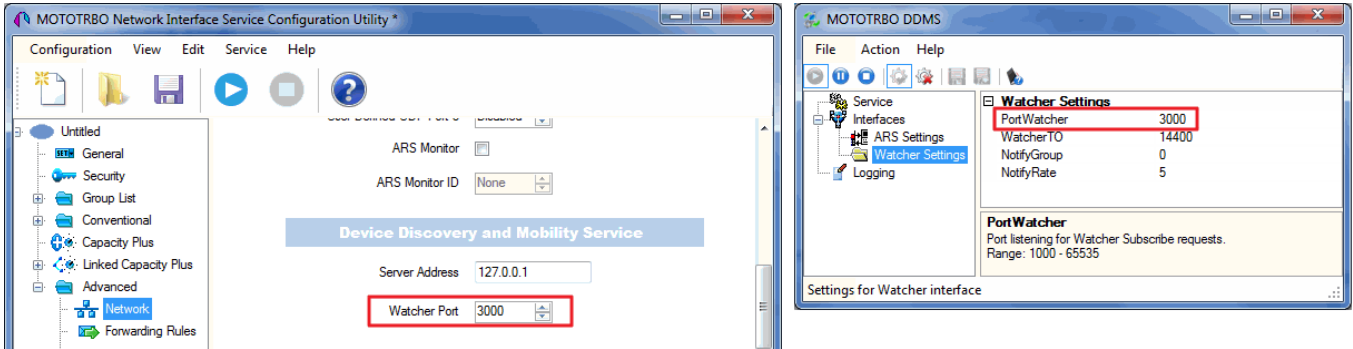 MOTOTRBO Network Interface Service Configuration Utility *
Configuration View Edit Service Help
Untitled
General
Security
Group List
Conventional
Capacity Plus
Linked Capacity Plus
Advanced
Network
Forwarding Rules
ARS Monitor
ARS Monitor ID None
Device Discovery and Mobility Service
Server Address 127.0.0.1
Watcher Port 3000
MOTOTRBO DDMS
File Action Help
Service
Interfaces
ARS Settings
Watcher Settings
Logging
Watcher Settings
PortWatcher 3000
WatcherTO 14400
NotifyGroup 0
NotifyRate 5
PortWatcher
Port listening for Watcher Subscribe requests.
Range: 1000 - 65535
Settings for Watcher interface